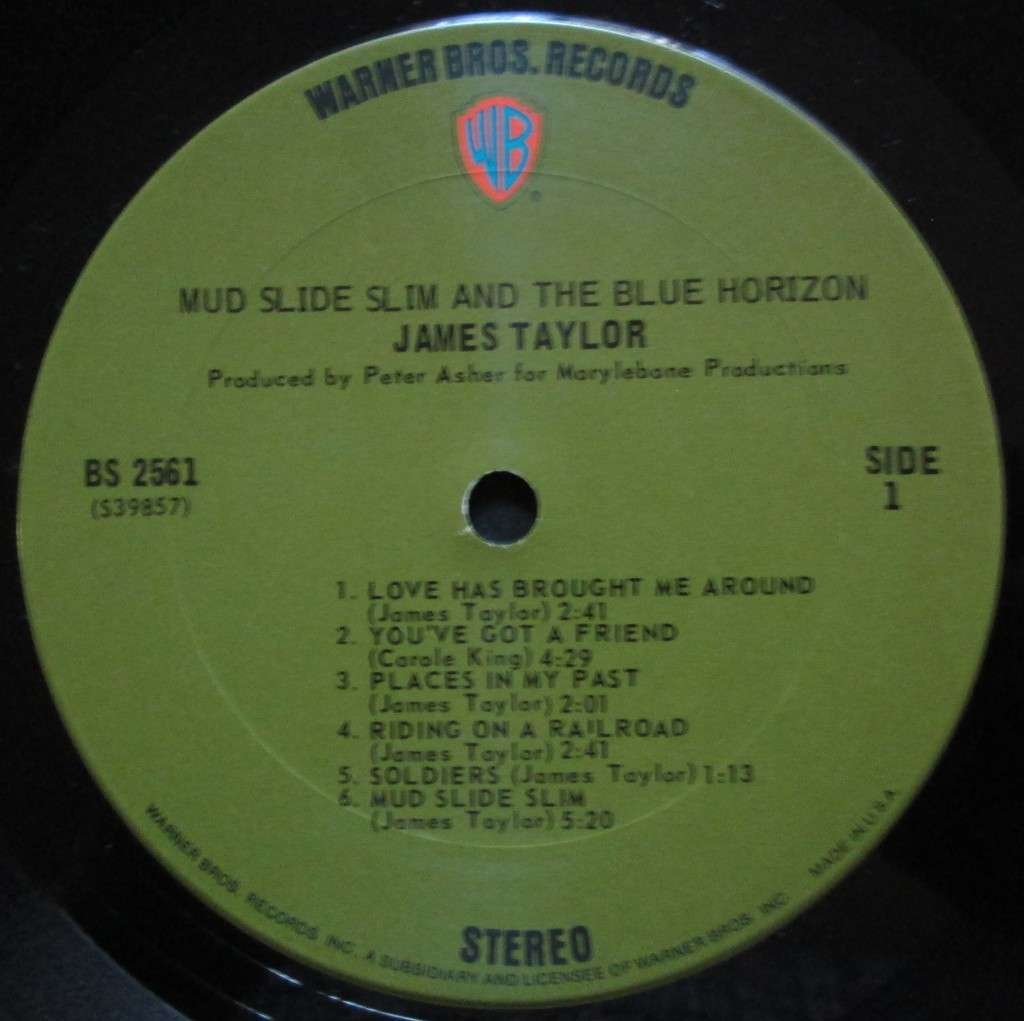 WARNER BROS. RECORDS
WB
MUD SLIDE SLIM AND THE BLUE HORIZON
JAMES TAYLOR
Produced by Peter Asher for Marylebone Productions
BS 2561
(S39857)
SIDE
1
1. LOVE HAS BROUGHT ME AROUND
(James Taylor) 2:41
2. YOU'VE GOT A FRIEND
(Carole King) 4:29
3. PLACES IN MY PAST
(James Taylor) 2:01
4. RIDING ON A RAILROAD
(James Taylor) 2:41
5. SOLDIERS (James Taylor) 1:13
6. MUD SLIDE SLIM
(James Taylor) 5:20
STEREO
WARNER BROS. RECORDS INC., A SUBSIDIARY AND LICENSEE OF WARNER BROS. INC. MADE IN U.S.A.